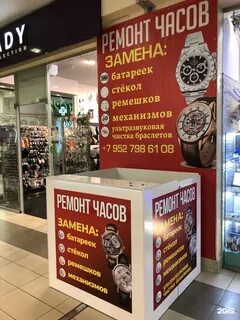 ADY
РЕМОНТ ЧАСОВ
ЗАМЕНА:
батареек
стёкол
ремешков
механизмов
ультразвуковая
чистка браслетов
+7 952 798 61 08
РЕМОНТ ЧАСОВ
ЗАМЕНА:
батареек
стёкол
ремешков
механизмов
РЕМОНТ ЧАСОВ
ЗАМЕНА:
батареек
стёкол
ремешков
механизмов
2GIS